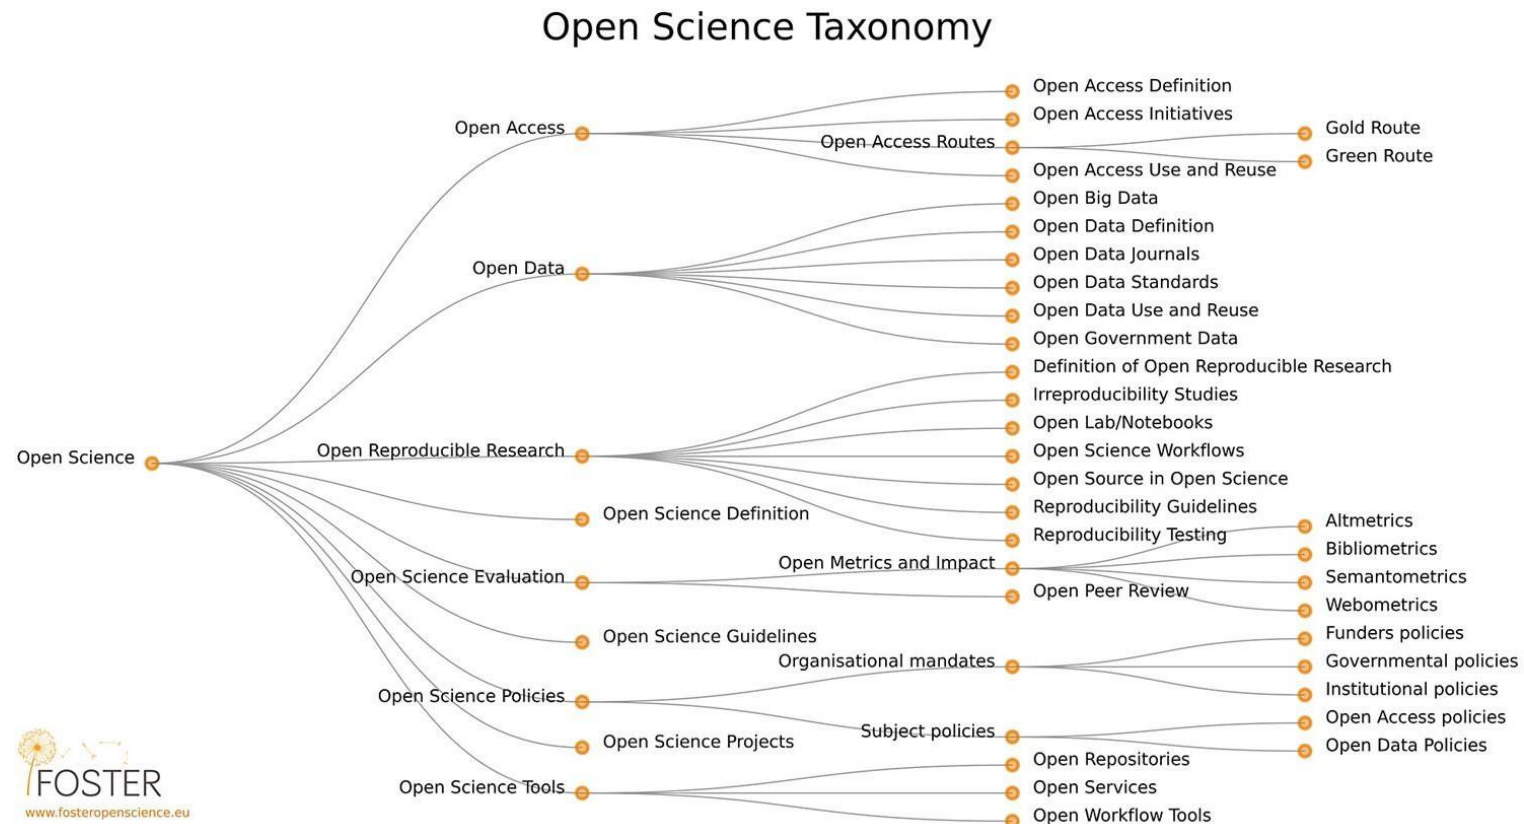 Open Science Taxonomy
Open Science
Open Access
Open Access Definition
Open Access Initiatives
Open Access Routes
Gold Route
Green Route
Open Access Use and Reuse
Open Data
Open Big Data
Open Data Definition
Open Data Journals
Open Data Standards
Open Data Use and Reuse
Open Government Data
Open Reproducible Research
Definition of Open Reproducible Research
Irreproducibility Studies
Open Lab/Notebooks
Open Science Workflows
Open Source in Open Science
Reproducibility Guidelines
Reproducibility Testing
Open Science Definition
Open Science Evaluation
Open Metrics and Impact
Altmetrics
Bibliometrics
Semantometrics
Webometrics
Open Peer Review
Open Science Guidelines
Open Science Policies
Organisational mandates
Funders policies
Governmental policies
Institutional policies
Subject policies
Open Access policies
Open Data Policies
Open Science Projects
Open Science Tools
Open Repositories
Open Services
Open Workflow Tools
FOSTER
www.fosteropenscience.eu